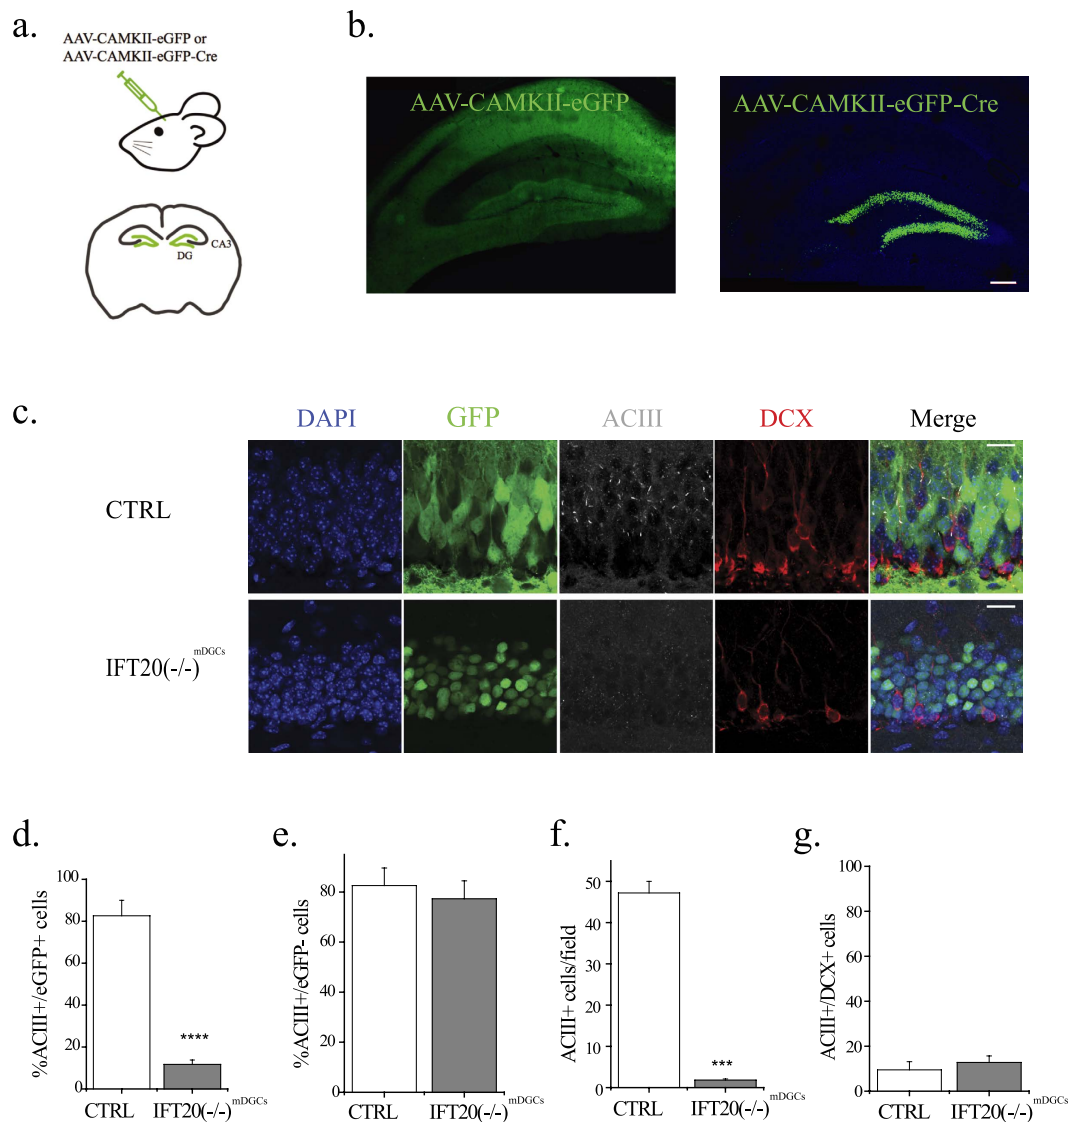 a.
AAV-CAMKII-eGFP or
AAV-CAMKII-eGFP-Cre
CA3
DG
b.
AAV-CAMKII-eGFP
AAV-CAMKII-eGFP-Cre
c.
DAPI
GFP
ACIII
DCX
Merge
CTRL
IFT20(-/-)mDGCs
d.
%ACIII+/eGFP+ cells
100
80
60
40
20
0
****
CTRL
IFT20(-/-)mDGCs
e.
%ACIII+/eGFP- cells
80
60
40
20
0
CTRL
IFT20(-/-)mDGCs
f.
ACIII+ cells/field
50
40
30
20
10
0
***
CTRL
IFT20(-/-)mDGCs
g.
ACIII+/DCX+ cells
100
80
60
40
20
0
CTRL
IFT20(-/-)mDGCs